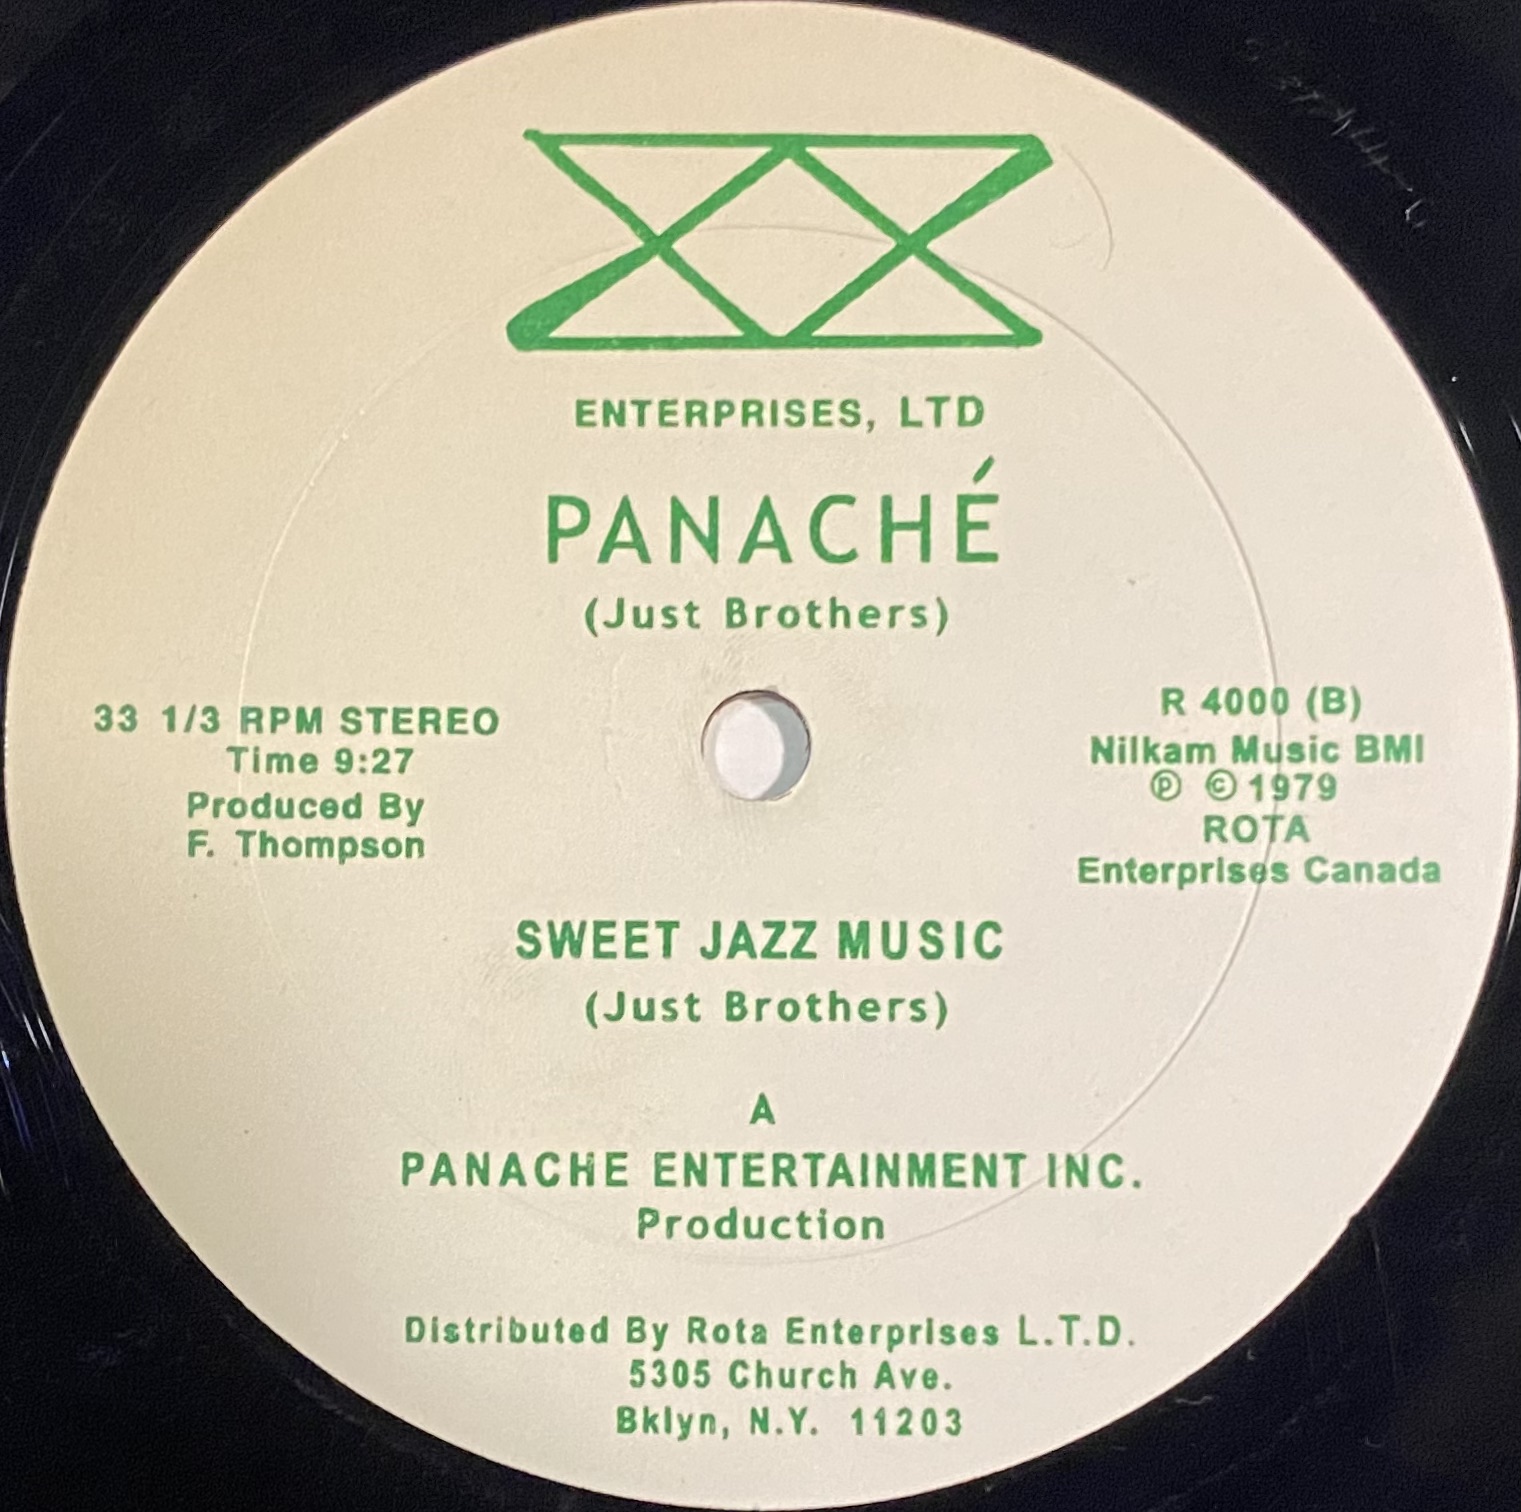 ENTERPRISES, LTD
PANACHÉ
(Just Brothers)
33 1/3 RPM STEREO
Time 9:27
Produced By
F. Thompson
R 4000 (B)
Nilkam Music BMI
Ⓟ © 1979
ROTA
Enterprises Canada
SWEET JAZZ MUSIC
(Just Brothers)
A
PANACHE ENTERTAINMENT INC.
Production
Distributed By Rota Enterprises L.T.D.
5305 Church Ave.
Bklyn, N.Y. 11203